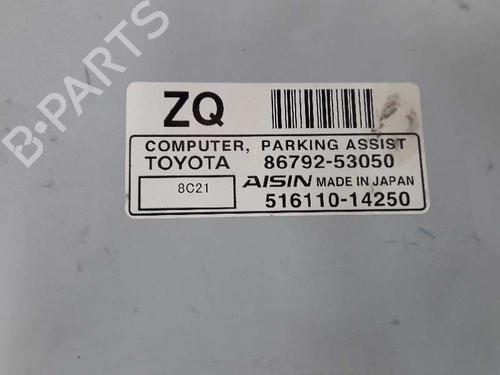 ZQ
COMPUTER, PARKING ASSIST
TOYOTA 86792-53050
8C21 AISIN MADE IN JAPAN
516110-14250
B-PARTS